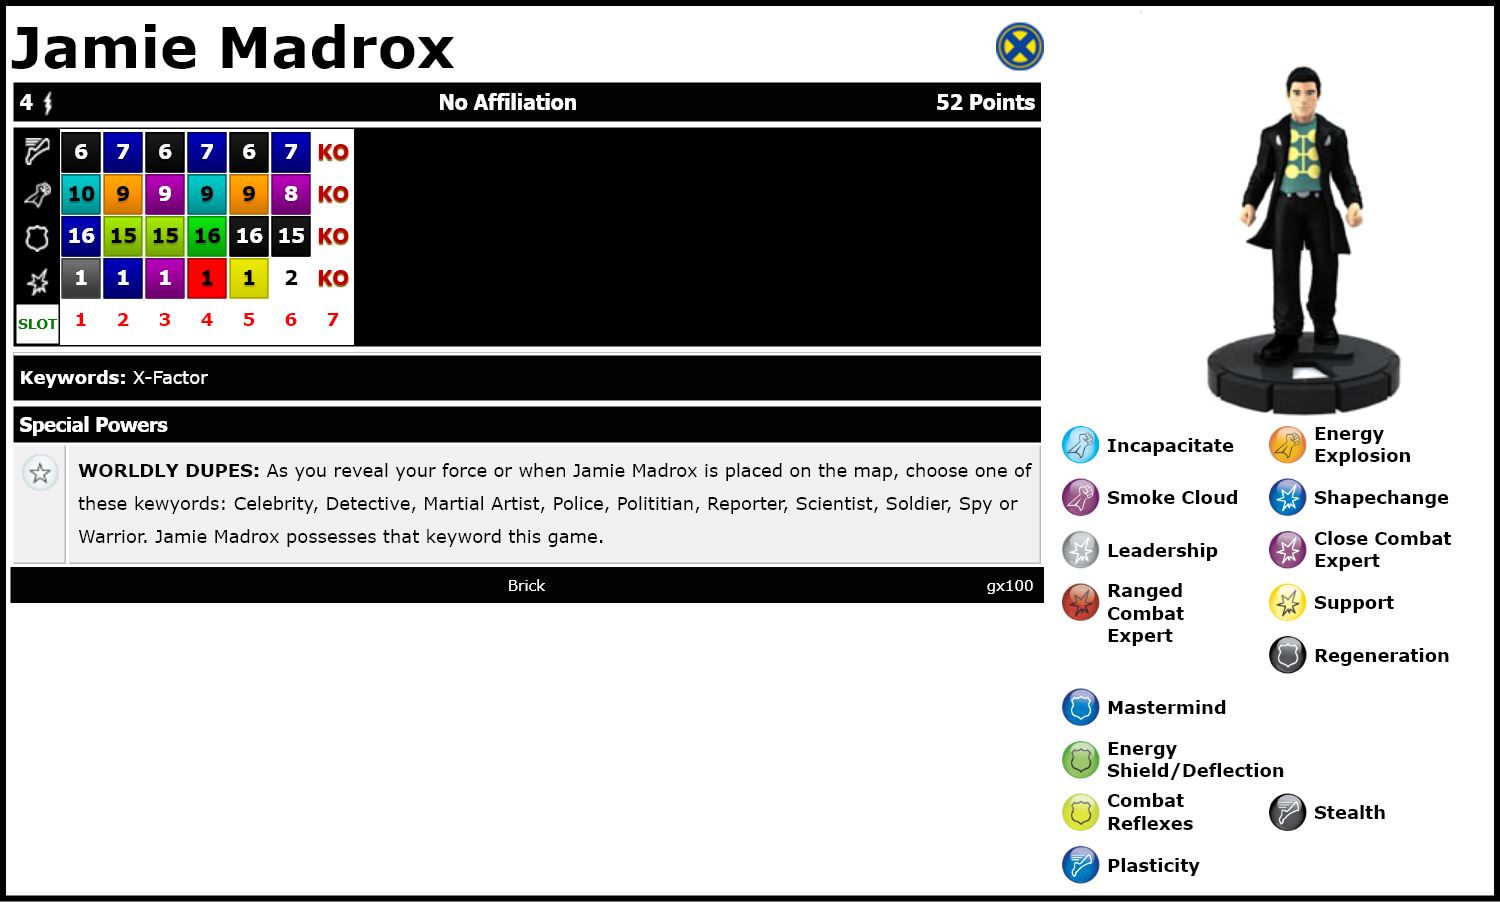 Jamie Madrox
4 No Affiliation 52 Points
6 7 6 7 6 7 KO
10 9 9 9 9 8 KO
16 15 15 16 16 15 KO
1 1 1 1 1 2 KO
SLOT 1 2 3 4 5 6 7
Keywords: X-Factor
Special Powers
WORLDLY DUPES: As you reveal your force or when Jamie Madrox is placed on the map, choose one of
these kewyords: Celebrity, Detective, Martial Artist, Police, Polititian, Reporter, Scientist, Soldier, Spy or
Warrior. Jamie Madrox possesses that keyword this game.
Brick gx100
Incapacitate
Energy
Explosion
Smoke Cloud
Shapechange
Leadership
Close Combat
Expert
Ranged
Combat
Expert
Support
Regeneration
Mastermind
Energy
Shield/Deflection
Combat
Reflexes
Stealth
Plasticity